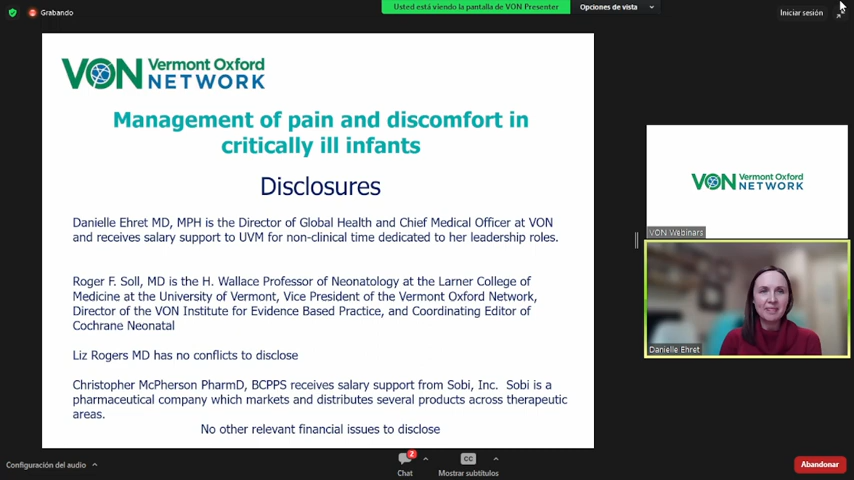 Grabando
Usted está viendo la pantalla de VON Presenter
Opciones de vista
Iniciar sesión
VON Vermont Oxford
NETWORK
Management of pain and discomfort in
critically ill infants
Disclosures
Danielle Ehret MD, MPH is the Director of Global Health and Chief Medical Officer at VON
and receives salary support to UVM for non-clinical time dedicated to her leadership roles.
Roger F. Soll, MD is the H. Wallace Professor of Neonatology at the Larner College of
Medicine at the University of Vermont, Vice President of the Vermont Oxford Network,
Director of the VON Institute for Evidence Based Practice, and Coordinating Editor of
Cochrane Neonatal
Liz Rogers MD has no conflicts to disclose
Christopher McPherson PharmD, BCPPS receives salary support from Sobi, Inc.  Sobi is a
pharmaceutical company which markets and distributes several products across therapeutic
areas.
No other relevant financial issues to disclose
VON Vermont Oxford
NETWORK
VON Webinars
Danielle Ehret
Configuración del audio
2
Chat
CC
Mostrar subtítulos
Abandonar